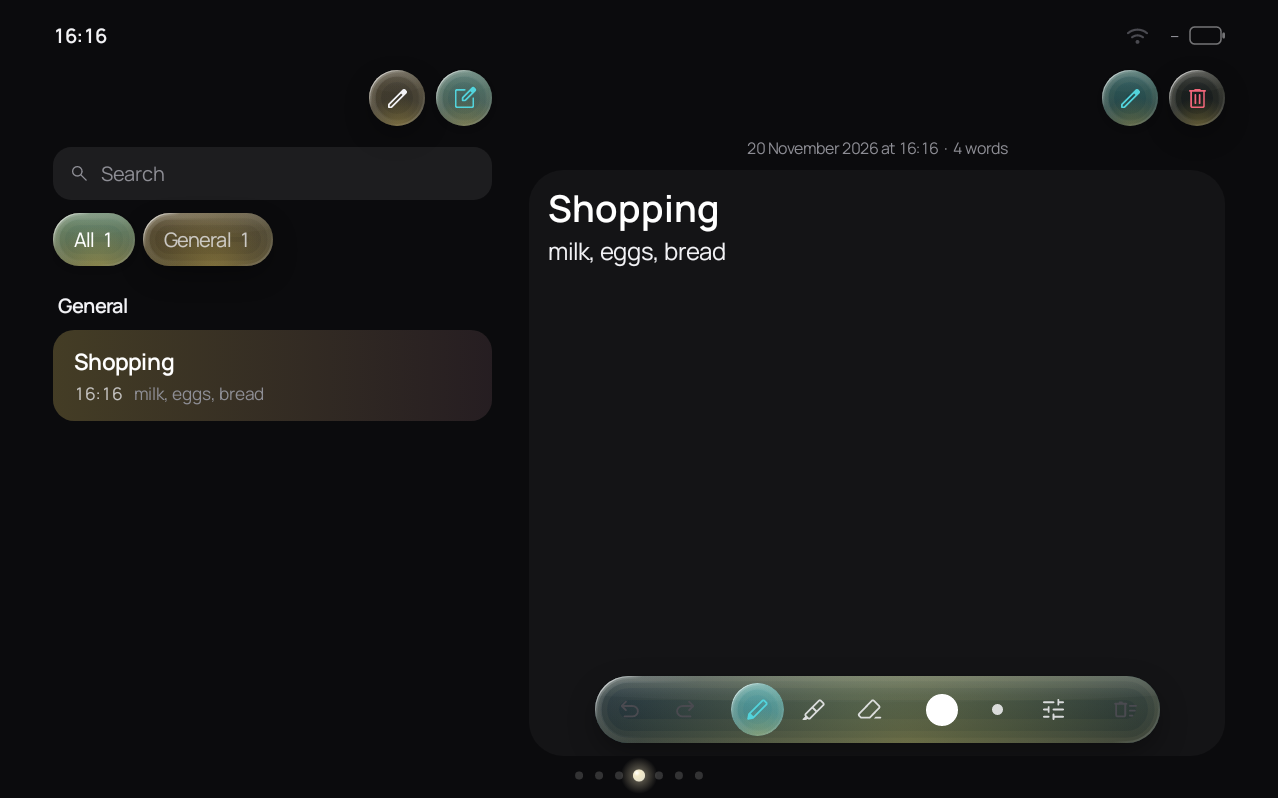 16:16
Search
All 1
General 1
General
Shopping
16:16 milk, eggs, bread
20 November 2026 at 16:16 · 4 words
Shopping
milk, eggs, bread